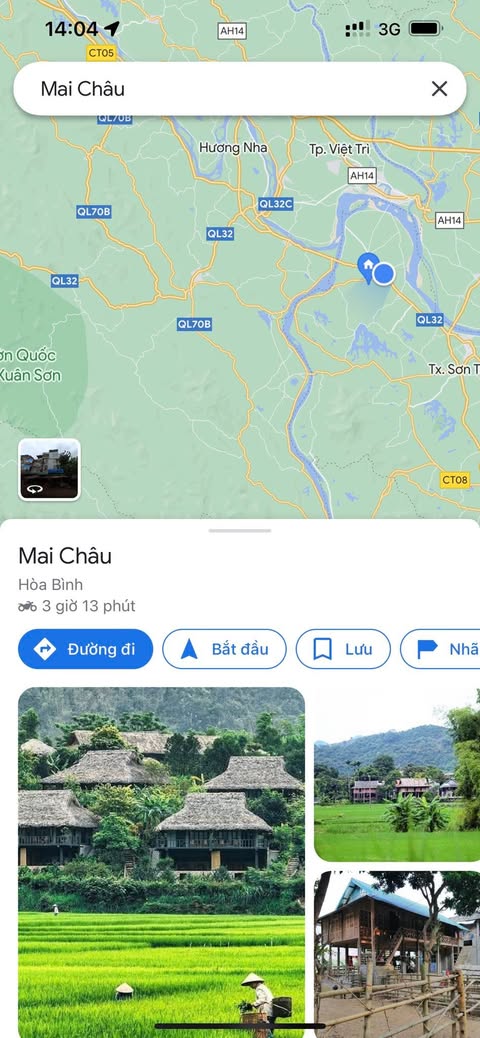 14:04
3G
AH14
CT05
Mai Châu
QL70B
Hương Nha
Tp. Việt Trì
AH14
QL32C
QL70B
AH14
QL32
QL32
QL70B
QL32
ơn Quốc
Xuân Sơn
Tx. Sơn T
CT08
Mai Châu
Hòa Bình
3 giờ 13 phút
Đường đi
Bắt đầu
Lưu
Nhã